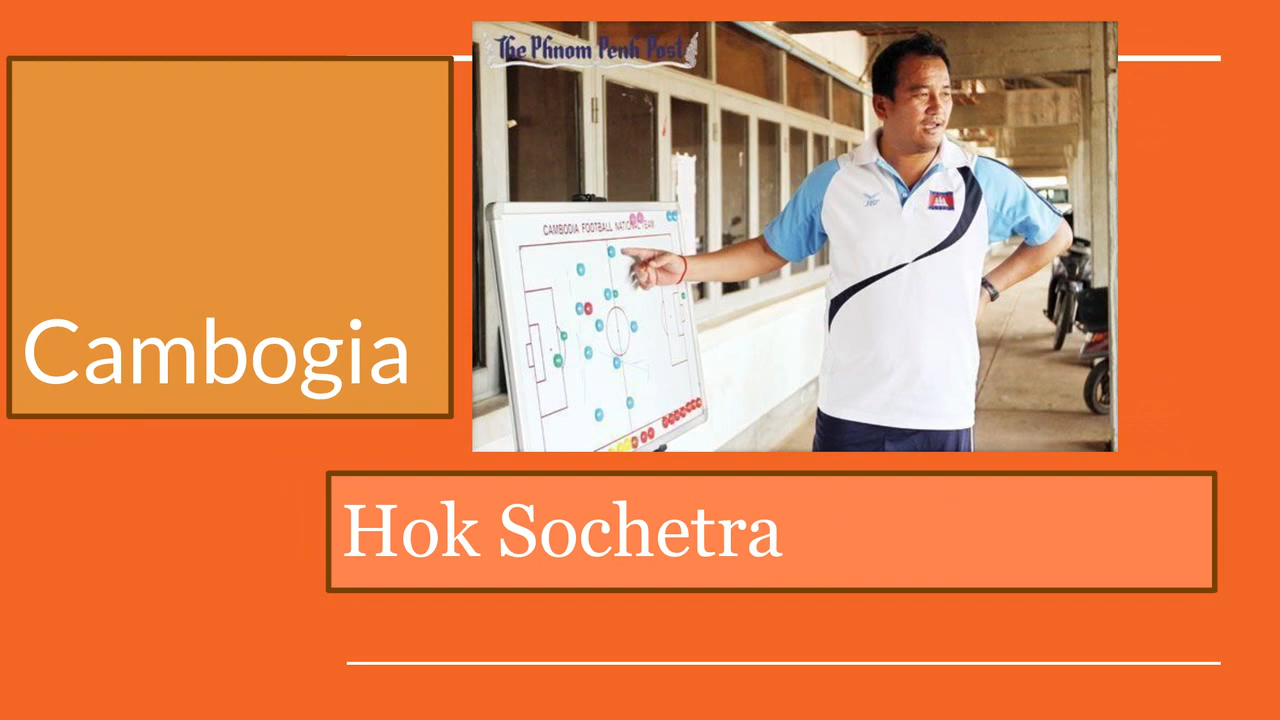 The Phnom Penh Post
CAMBODIA FOOTBALL NATIONAL TEAM
Cambogia
Hok Sochetra